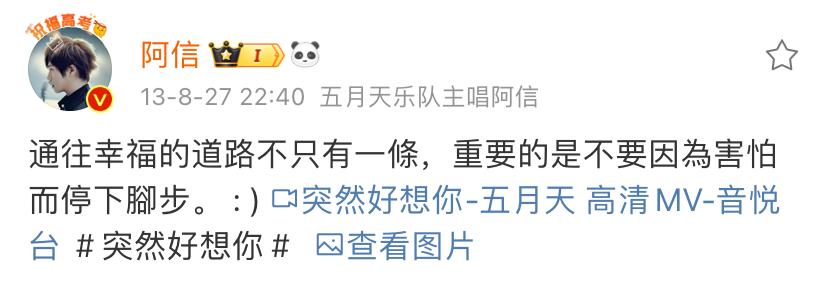 祝福高考
阿信 I
13-8-27 22:40 五月天乐队主唱阿信
通往幸福的道路不只有一條，重要的是不要因為害怕
而停下腳步。 : ) 突然好想你-五月天 高清MV-音悦
台 #突然好想你# 查看图片